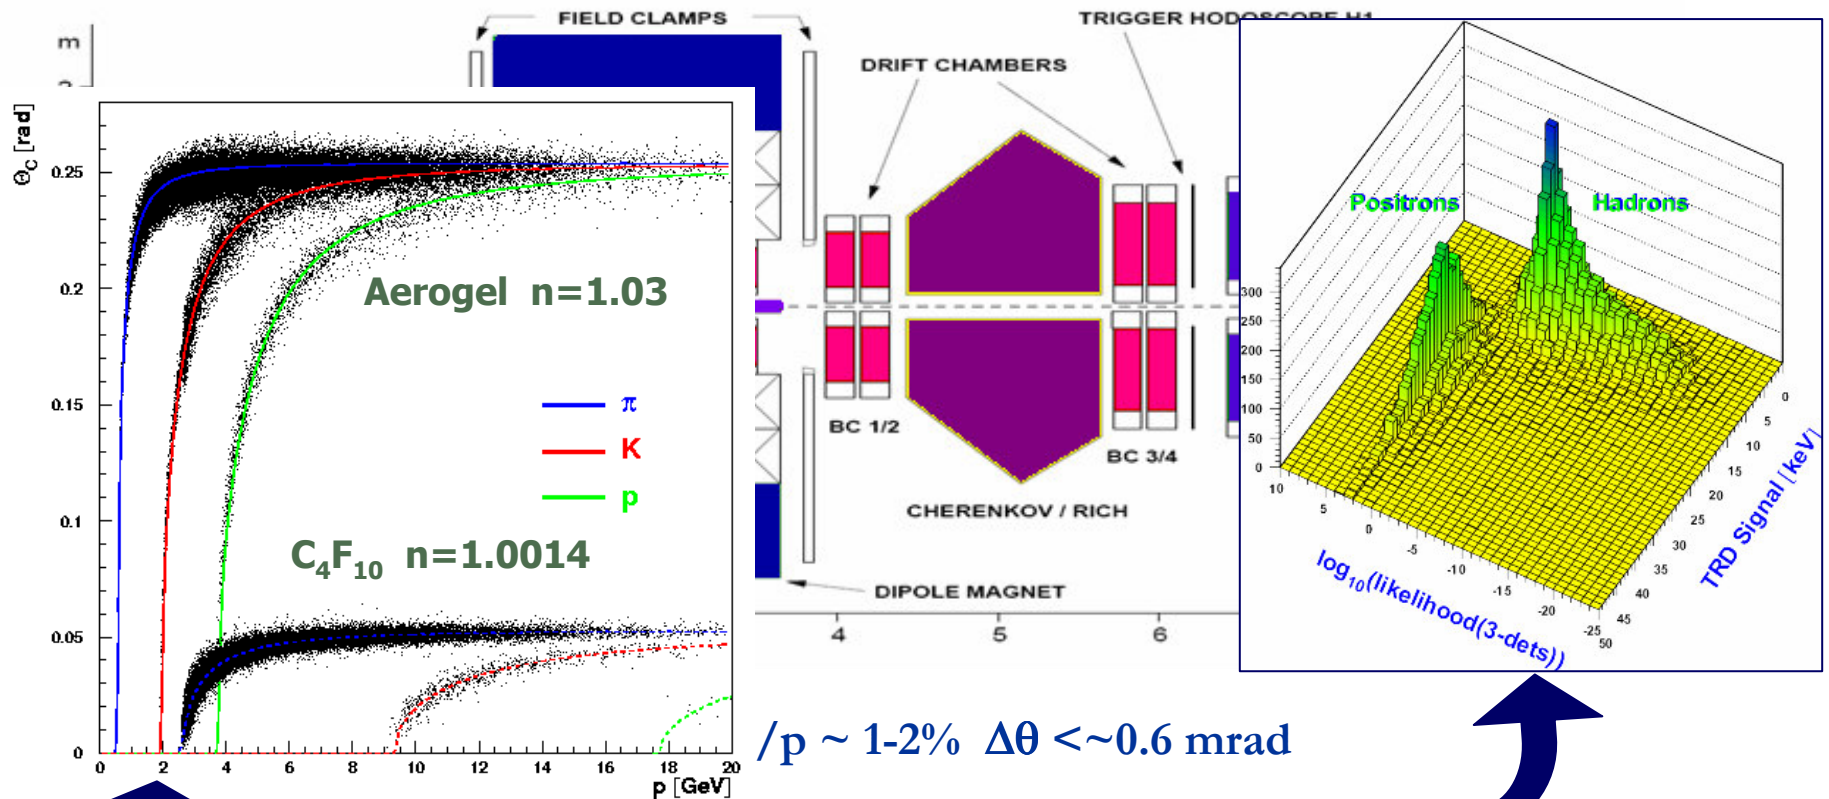 FIELD CLAMPS
TRIGGER HODOSCOPE H1
m
DRIFT CHAMBERS
Θc [rad]
0.25
0.2
0.15
0.1
0.05
0
Aerogel n=1.03
π
K
p
C₄F₁₀ n=1.0014
0 2 4 6 8 10 12 14 16 18 20
p [GeV]
BC 1/2
BC 3/4
CHERENKOV / RICH
DIPOLE MAGNET
4 5 6
Positrons
Hadrons
300
250
200
150
100
50
0
10 5 0 -5 -10 -15 -20 -25
log₁₀(likelihood(3-dets))
0 5 10 15 20 25 30 35 40 45 50
TRD Signal [keV]
/p ~ 1-2% Δθ <~0.6 mrad